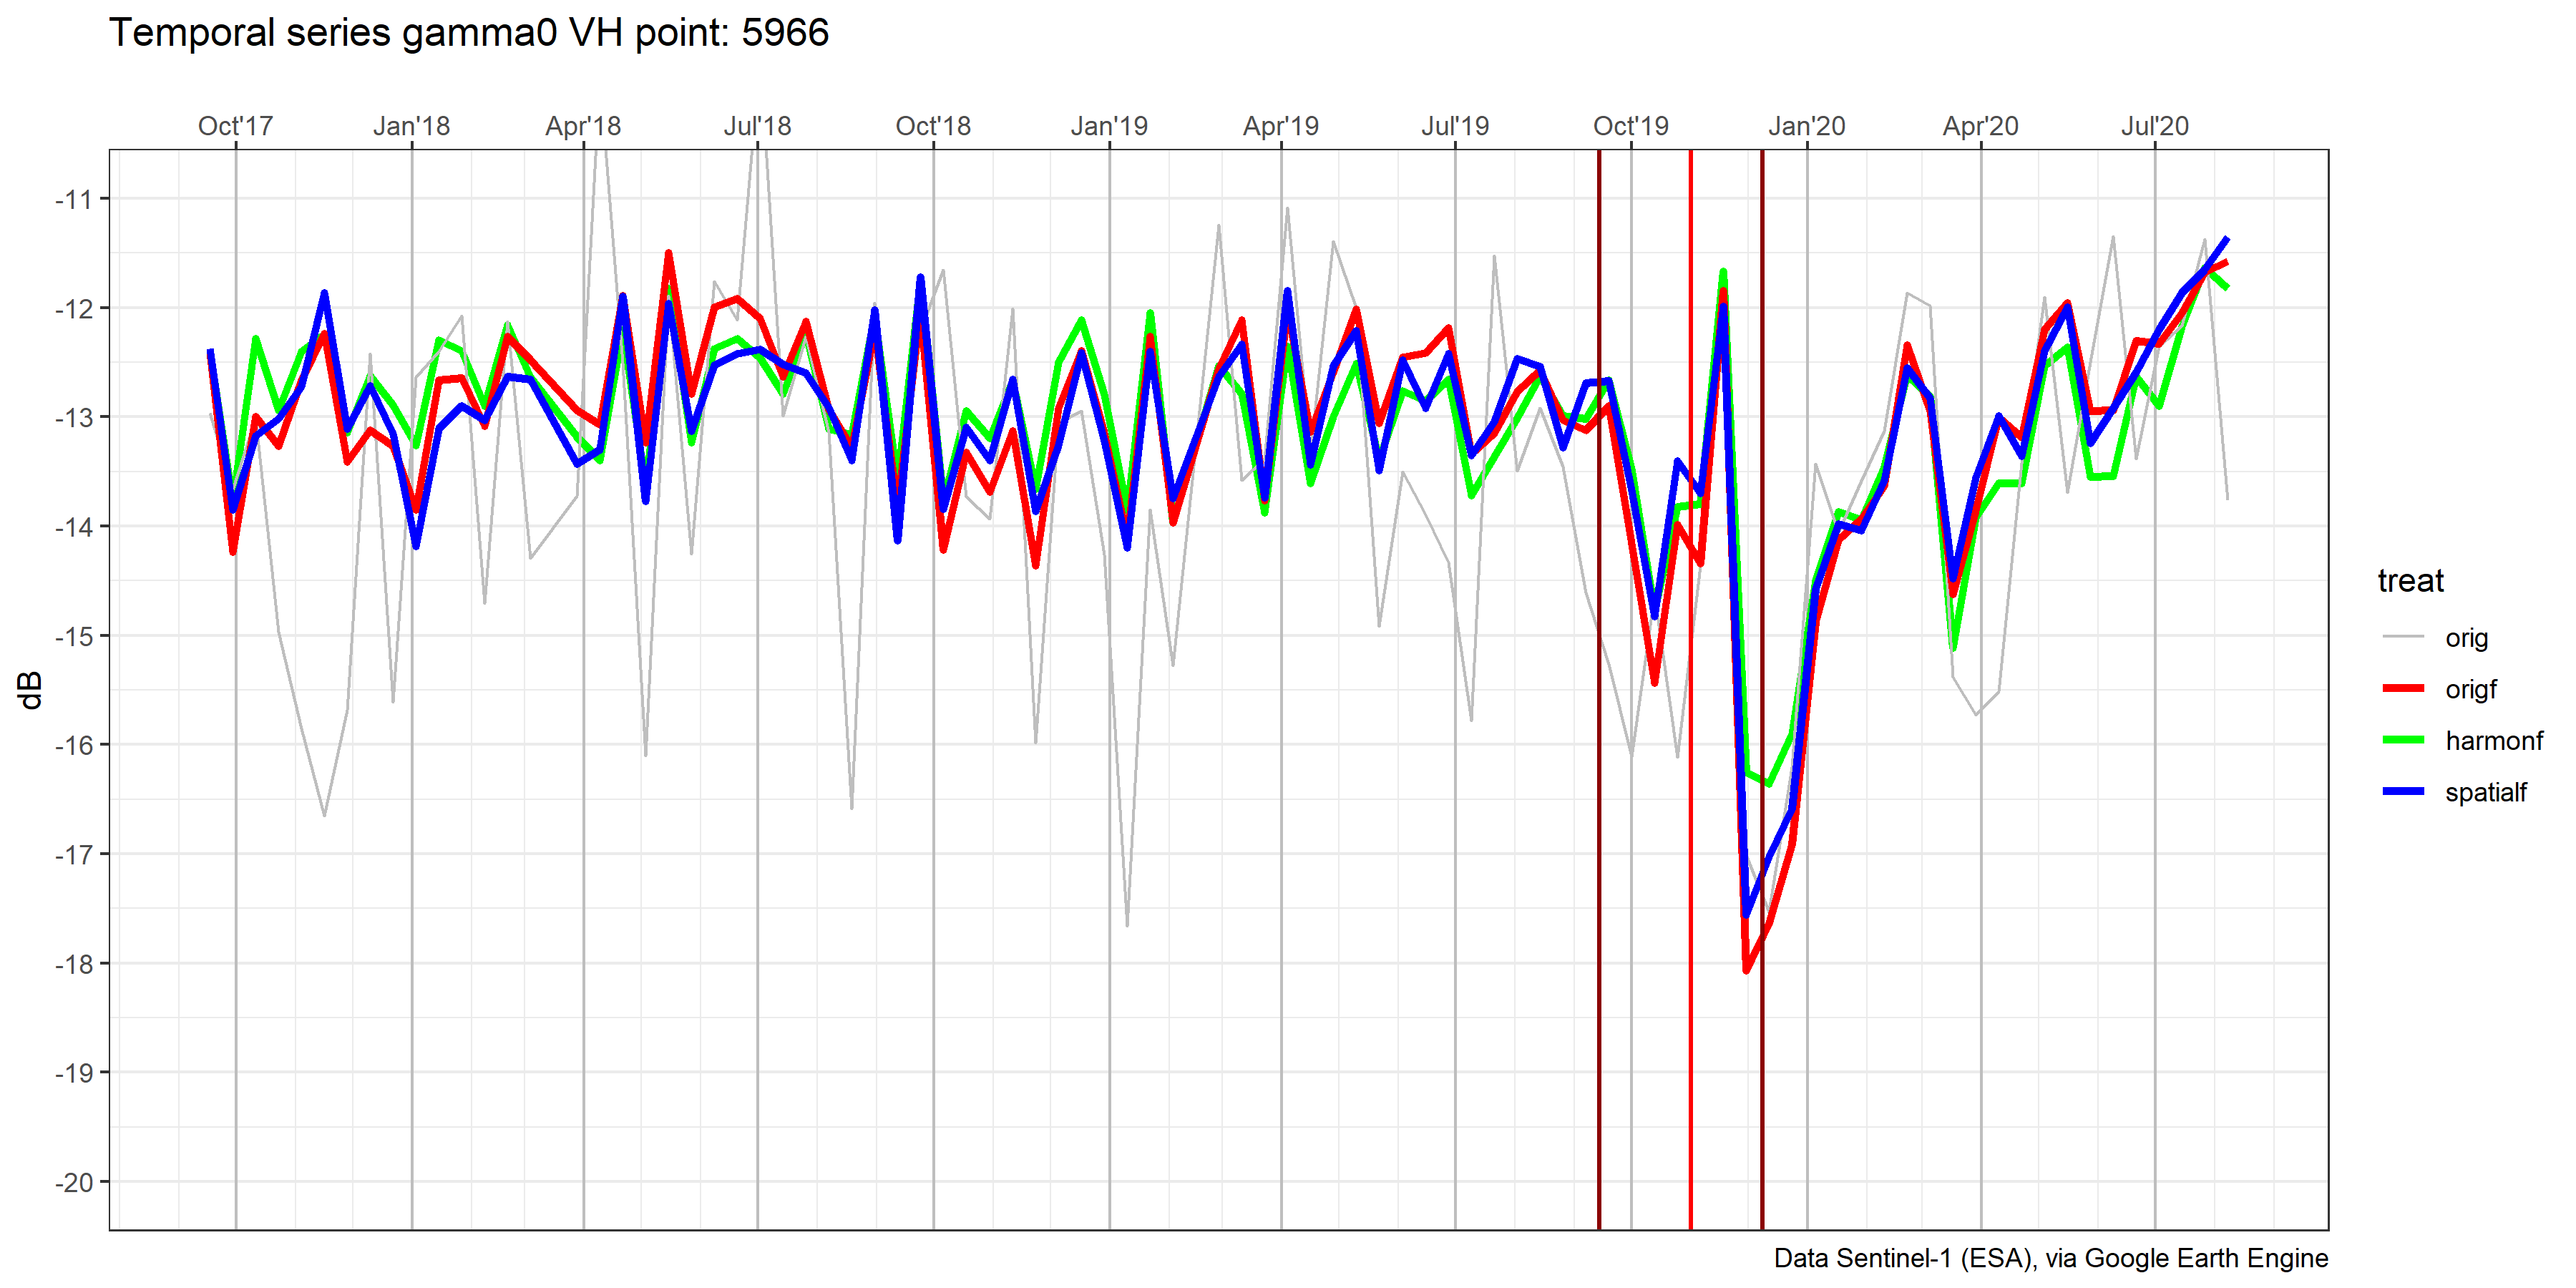 Temporal series gamma0 VH point: 5966
Oct'17 Jan'18 Apr'18 Jul'18 Oct'18 Jan'19 Apr'19 Jul'19 Oct'19 Jan'20 Apr'20 Jul'20
-11
-12
-13
-14
-15
-16
-17
-18
-19
-20
dB
treat
orig
origf
harmonf
spatialf
Data Sentinel-1 (ESA), via Google Earth Engine